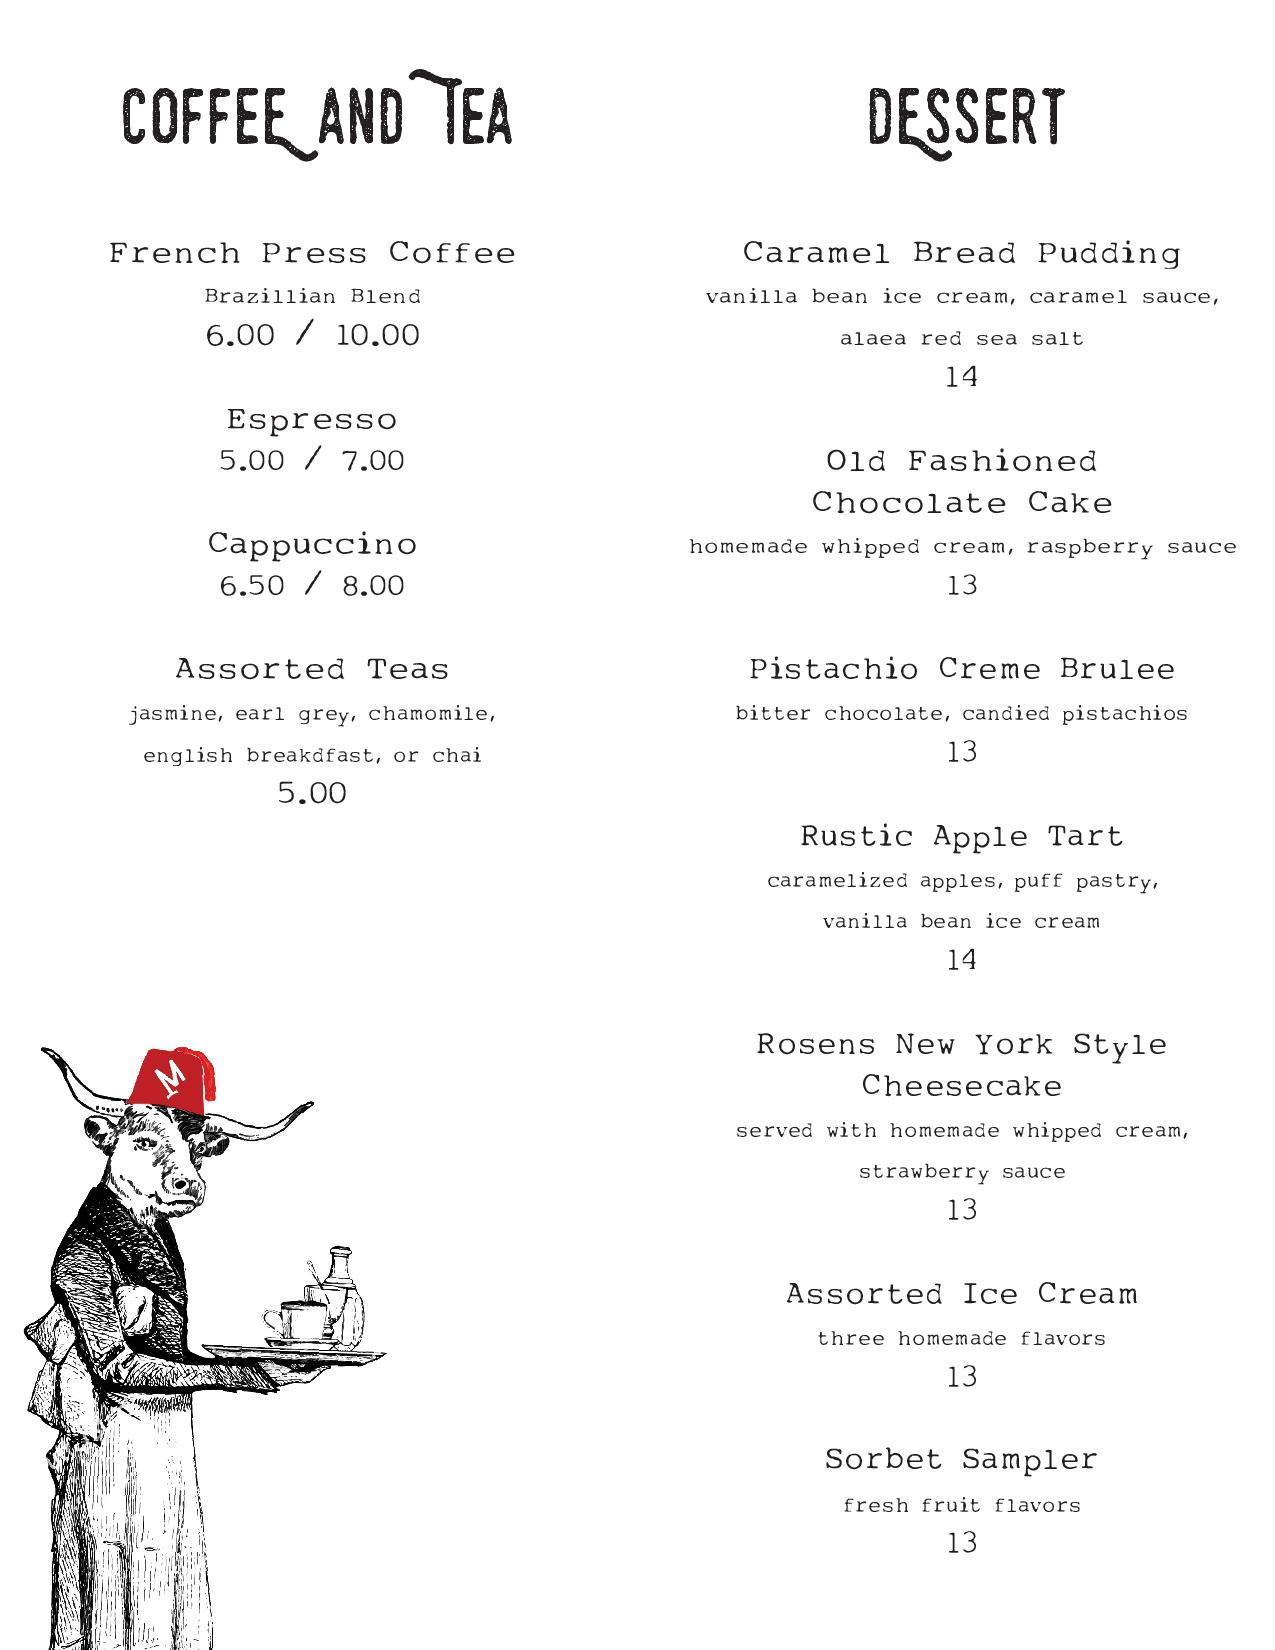 COFFEE AND TEA
French Press Coffee
Brazillian Blend
6.00 / 10.00
Espresso
5.00 / 7.00
Cappuccino
6.50 / 8.00
Assorted Teas
jasmine, earl grey, chamomile,
english breakdfast, or chai
5.00
M
DESSERT
Caramel Bread Pudding
vanilla bean ice cream, caramel sauce,
alaea red sea salt
14
Old Fashioned
Chocolate Cake
homemade whipped cream, raspberry sauce
13
Pistachio Creme Brulee
bitter chocolate, candied pistachios
13
Rustic Apple Tart
caramelized apples, puff pastry,
vanilla bean ice cream
14
Rosens New York Style
Cheesecake
served with homemade whipped cream,
strawberry sauce
13
Assorted Ice Cream
three homemade flavors
13
Sorbet Sampler
fresh fruit flavors
13